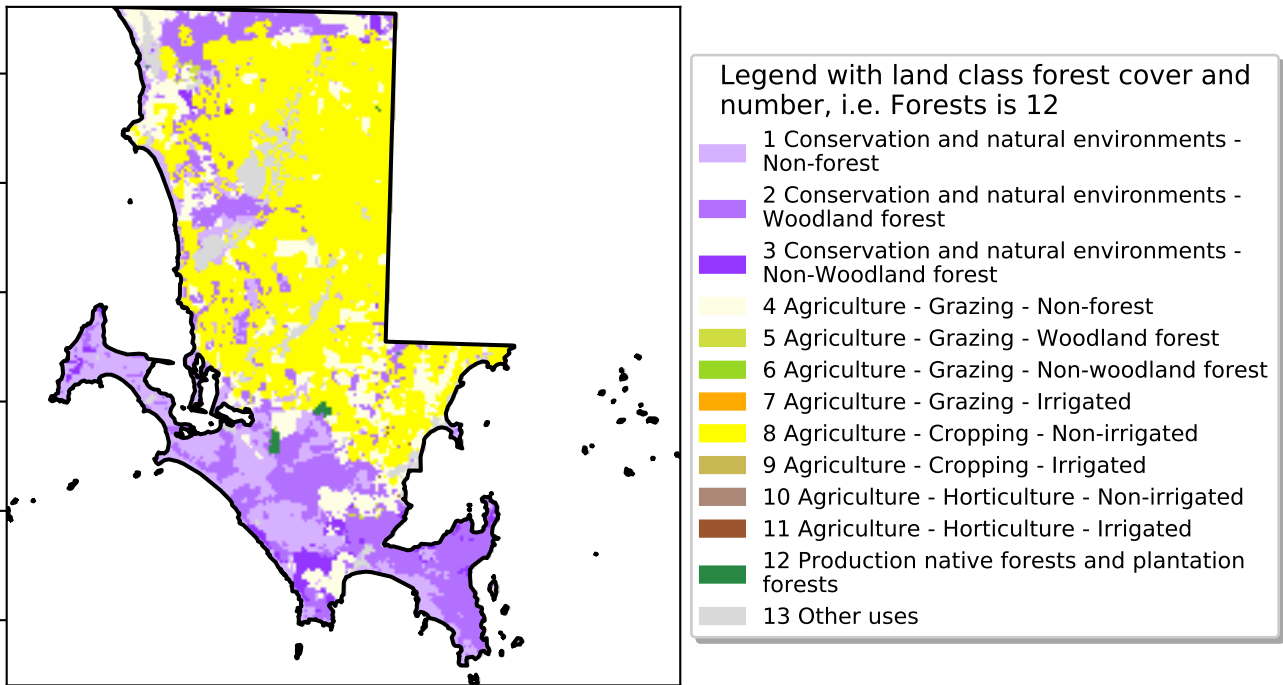 Legend with land class forest cover and
number, i.e. Forests is 12
1 Conservation and natural environments -
Non-forest
2 Conservation and natural environments -
Woodland forest
3 Conservation and natural environments -
Non-Woodland forest
4 Agriculture - Grazing - Non-forest
5 Agriculture - Grazing - Woodland forest
6 Agriculture - Grazing - Non-woodland forest
7 Agriculture - Grazing - Irrigated
8 Agriculture - Cropping - Non-irrigated
9 Agriculture - Cropping - Irrigated
10 Agriculture - Horticulture - Non-irrigated
11 Agriculture - Horticulture - Irrigated
12 Production native forests and plantation
forests
13 Other uses